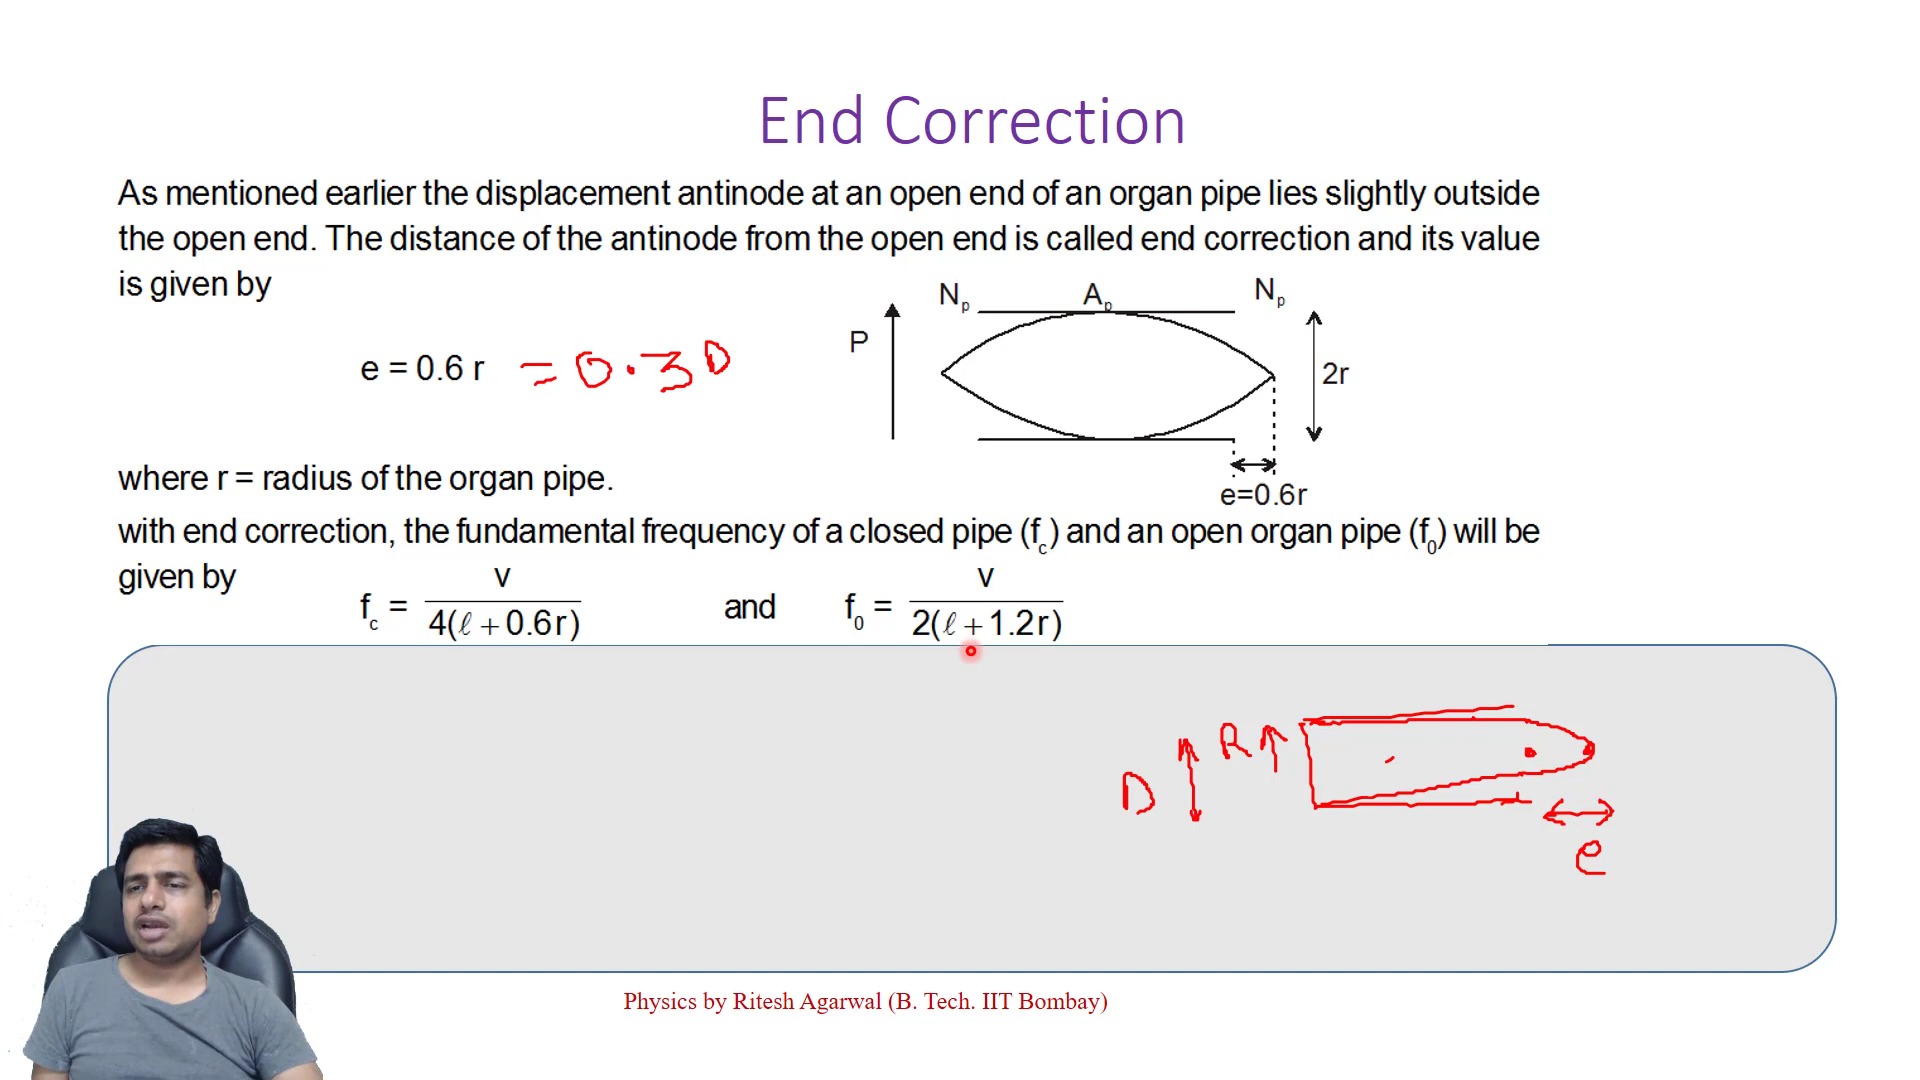 End Correction
As mentioned earlier the displacement antinode at an open end of an organ pipe lies slightly outside
the open end. The distance of the antinode from the open end is called end correction and its value
is given by
N_p A_p N_p
P
e = 0.6 r = 0.3 D
2r
e=0.6r
where r = radius of the organ pipe.
with end correction, the fundamental frequency of a closed pipe (f_c) and an open organ pipe (f_0) will be
given by
f_c = v / 4(ℓ + 0.6r) and f_0 = v / 2(ℓ + 1.2r)
D R
e
Physics by Ritesh Agarwal (B. Tech. IIT Bombay)